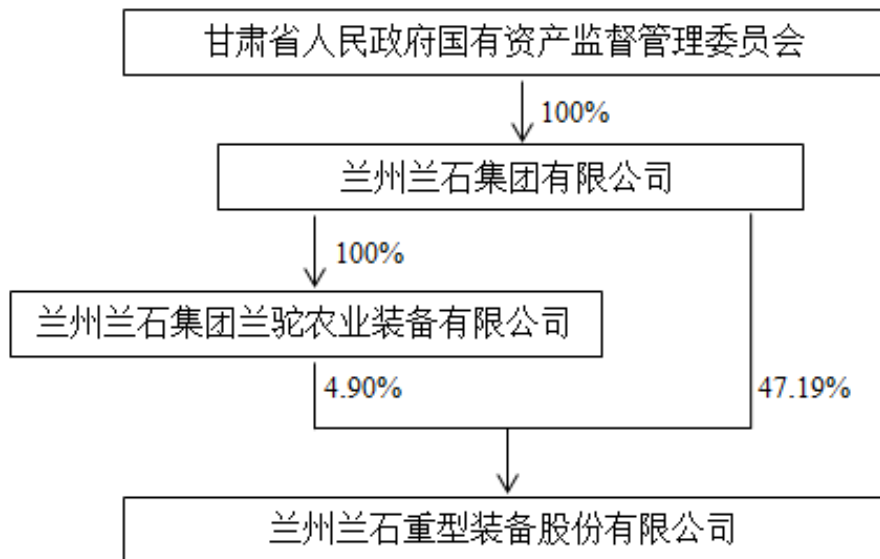 甘肃省人民政府国有资产监督管理委员会
100%
兰州兰石集团有限公司
100%
兰州兰石集团兰驼农业装备有限公司
4.90%
47.19%
兰州兰石重型装备股份有限公司